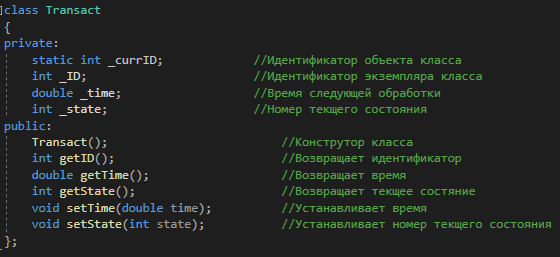 class Transact
{
private:
static int _currID; //Идентификатор объекта класса
int _ID; //Идентификатор экземпляра класса
double _time; //Время следующей обработки
int _state; //Номер текщего состояния
public:
Transact(); //Конструтор класса
int getID(); //Возвращает идентификатор
double getTime(); //Возвращает время
int getState(); //Возвращает текщее состяние
void setTime(double time); //Устанавливает время
void setState(int state); //Устанавливает номер текщего состояния
};